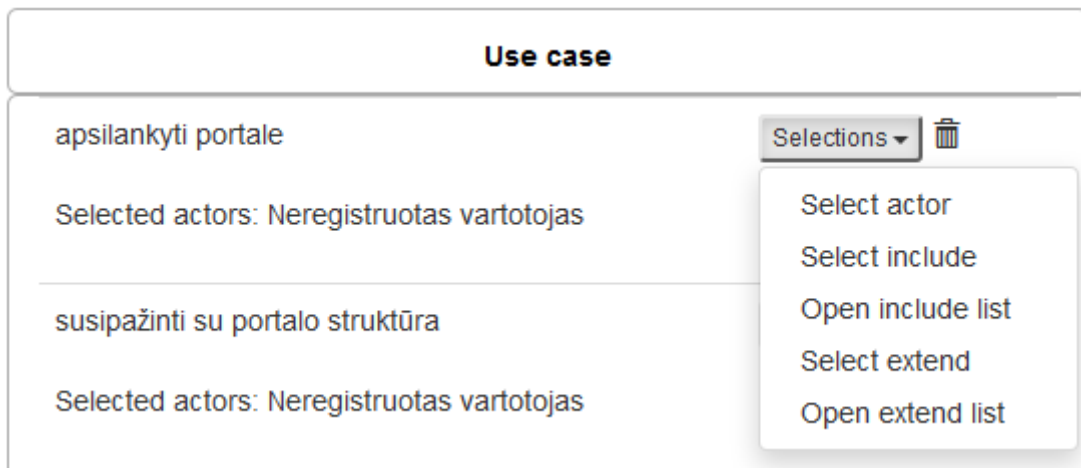 Use case
apsilankyti portale
Selections
Selected actors: Neregistruotas vartotojas
Select actor
Select include
Open include list
Select extend
Open extend list
susipažinti su portalo struktūra
Selected actors: Neregistruotas vartotojas